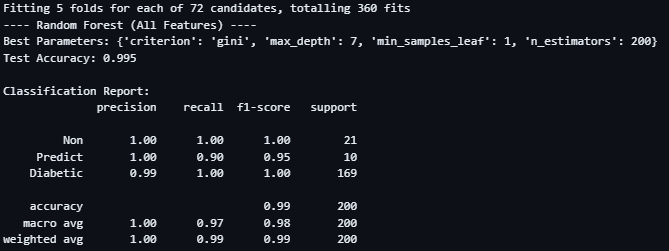 Fitting 5 folds for each of 72 candidates, totalling 360 fits
---- Random Forest (All Features) ----
Best Parameters: {'criterion': 'gini', 'max_depth': 7, 'min_samples_leaf': 1, 'n_estimators': 200}
Test Accuracy: 0.995
Classification Report:
precision recall f1-score support
Non 1.00 1.00 1.00 21
Predict 1.00 0.90 0.95 10
Diabetic 0.99 1.00 1.00 169
accuracy 0.99 200
macro avg 1.00 0.97 0.98 200
weighted avg 1.00 0.99 0.99 200